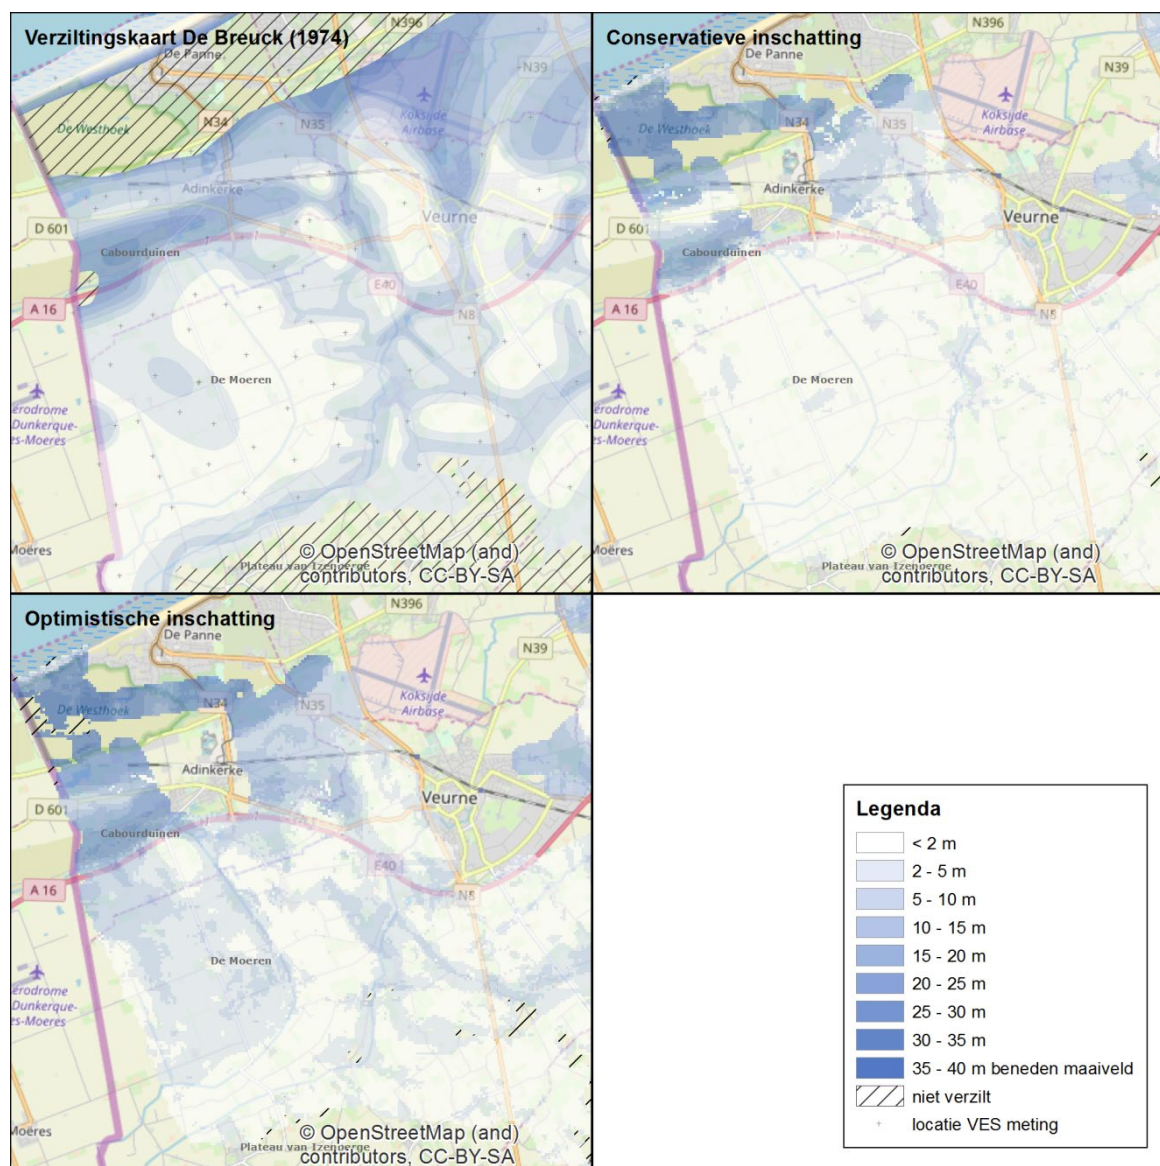 Verziltingskaart De Breuck (1974)
N396
De Panne
N39
De Westhoek
N34
N35
Koksijde
Airbase
Adinkerke
Veurne
D 601
Cabourduinen
E40
A 16
N8
De Moeren
Dunkerque-
es-Moeres
Moëres
© OpenStreetMap (and)
Plateau van Izenberge
contributors, CC-BY-SA
Conservatieve inschatting
N396
De Panne
N39
De Westhoek
N34
N35
Koksijde
Airbase
Adinkerke
Veurne
D 601
Cabourduinen
E40
A 16
N8
De Moeren
érodrome
Dunkerque-
es-Moëres
Moëres
© OpenStreetMap (and)
Plateau van Izenberge
contributors, CC-BY-SA
Optimistische inschatting
N396
De Panne
N39
De Westhoek
N34
N35
Koksijde
Airbase
Adinkerke
Veurne
D 601
Cabourduinen
E40
A 16
N8
De Moeren
érodrome
Dunkerque-
es-Moëres
Moëres
© OpenStreetMap (and)
Plateau van Izenberge
contributors, CC-BY-SA
Legenda
< 2 m
2 - 5 m
5 - 10 m
10 - 15 m
15 - 20 m
20 - 25 m
25 - 30 m
30 - 35 m
35 - 40 m beneden maaiveld
niet verzilt
locatie VES meting